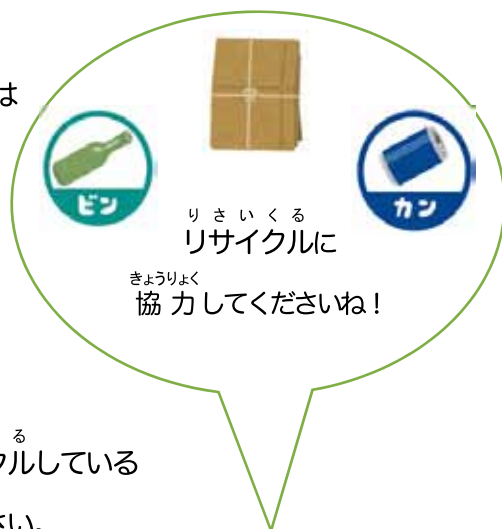 は
ビン
カン
りさいくる
リサイクルに
きょうりょく
協力してくださいね！
る
クルしている
さい。